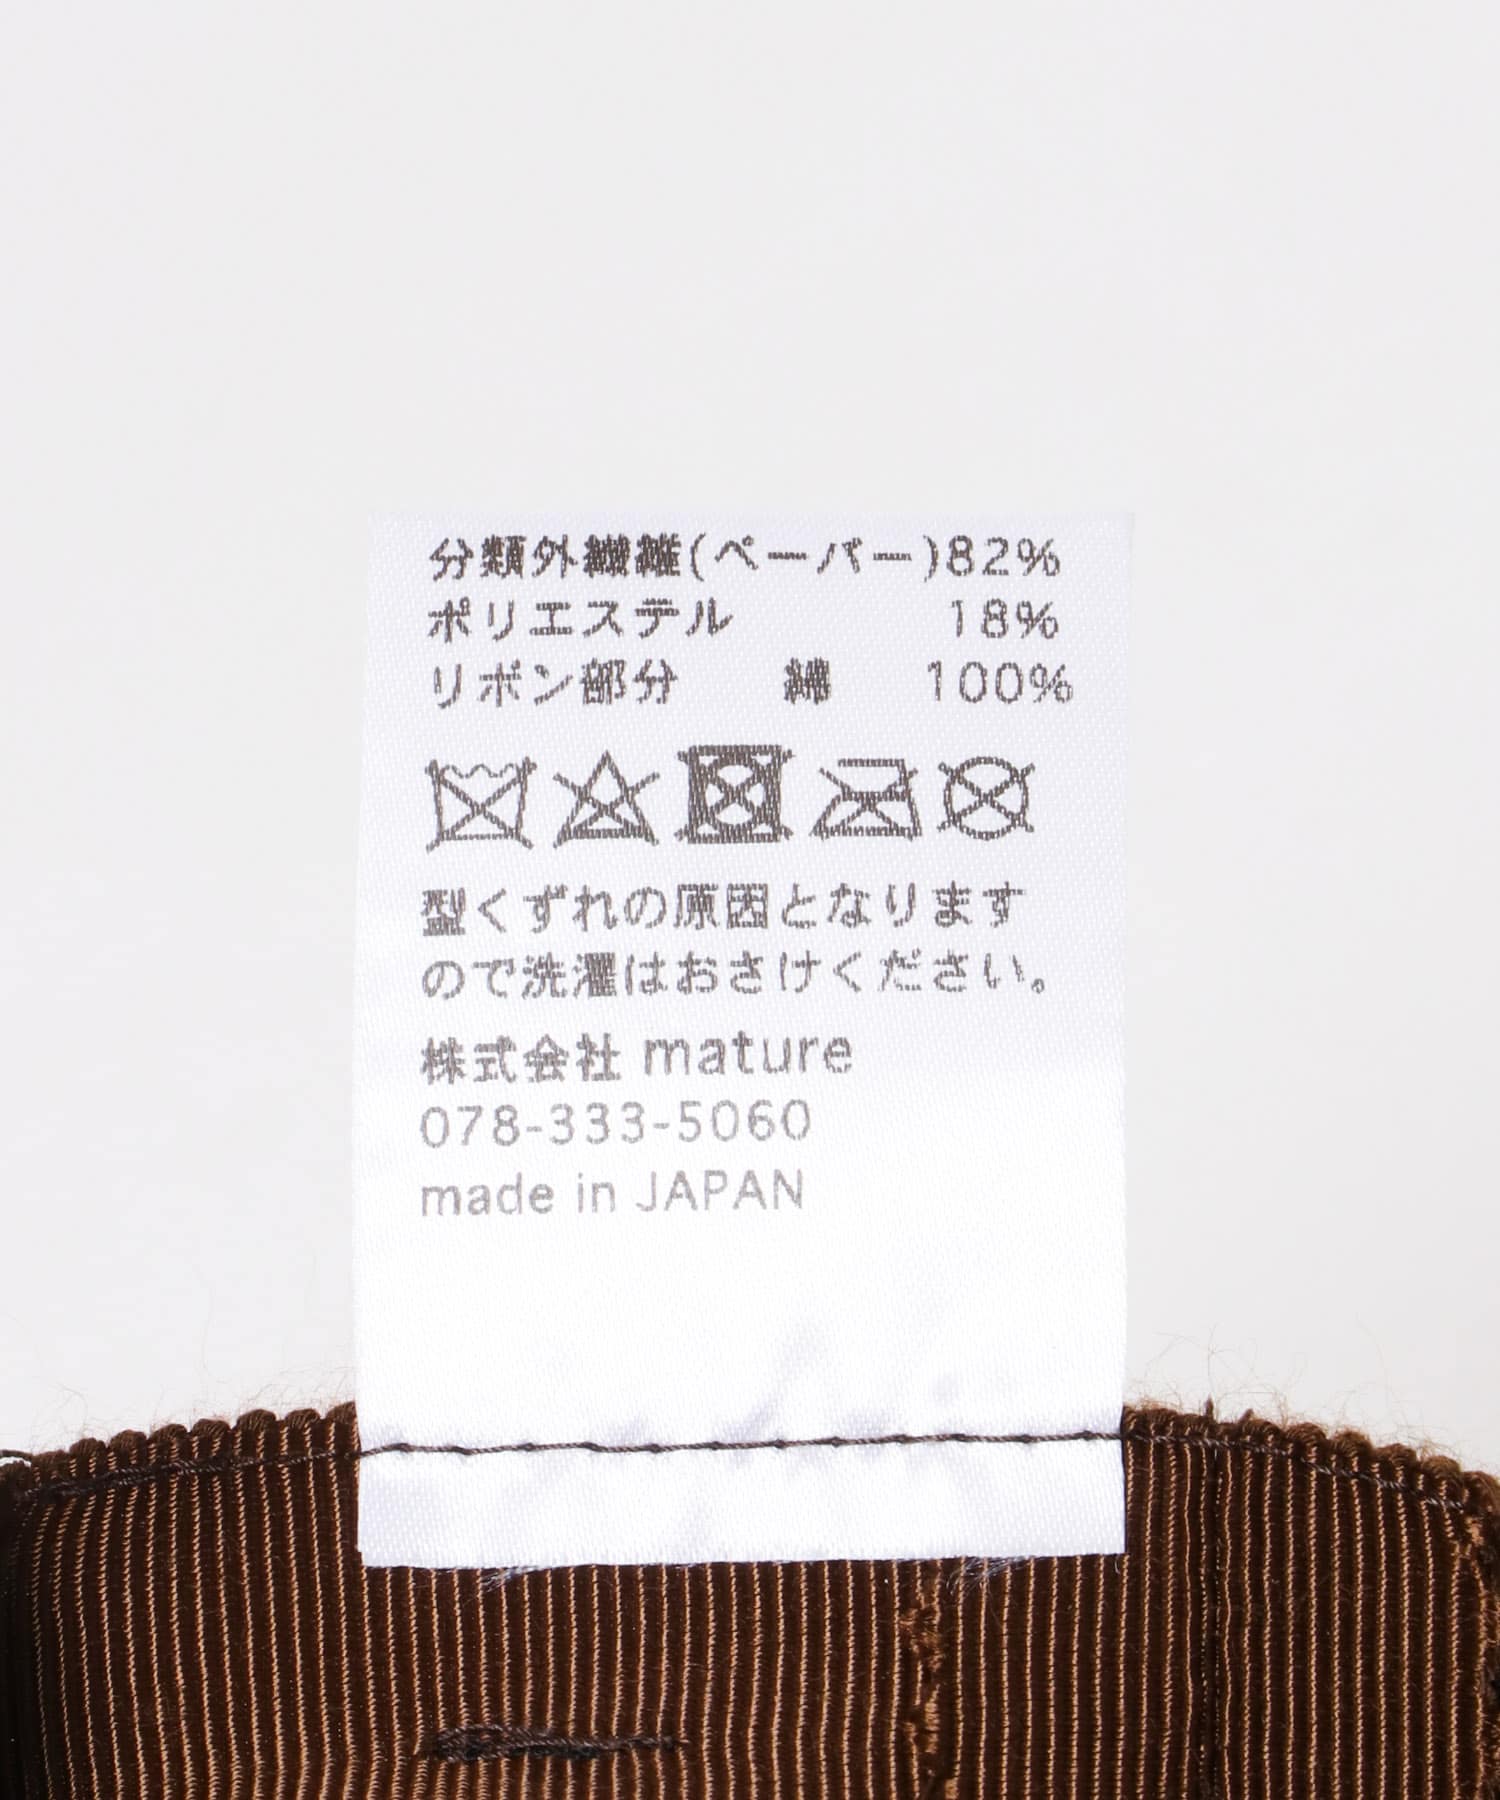 分類外繊維(ペーパー)82%
ポリエステル 18%
リボン部分 綿 100%
型くずれの原因となります
ので洗濯はおさけください。
株式会社 mature
078-333-5060
made in JAPAN